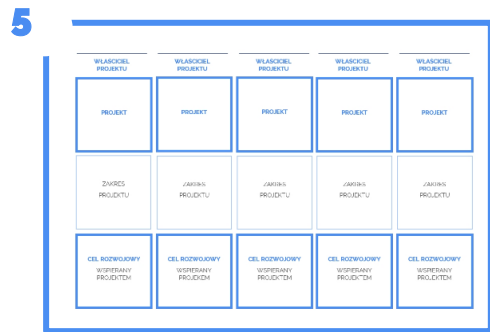 5
WŁAŚCICIEL WŁAŚCICIEL WŁAŚCICIEL WŁAŚCICIEL WŁAŚCICIEL
PROJEKTU PROJEKTU PROJEKTU PROJEKTU PROJEKTU
PROJEKT PROJEKT PROJEKT PROJEKT PROJEKT
ZAKRES ZAKRES ZAKRES ZAKRES ZAKRES
PROJEKTU PROJEKTU PROJEKTU PROJEKTU PROJEKTU
CEL ROZWOJOWY CEL ROZWOJOWY CEL ROZWOJOWY CEL ROZWOJOWY CEL ROZWOJOWY
WSPIERANY WSPIERANY WSPIERANY WSPIERANY WSPIERANY
PROJEKTEM PROJEKTEM PROJEKTEM PROJEKTEM PROJEKTEM